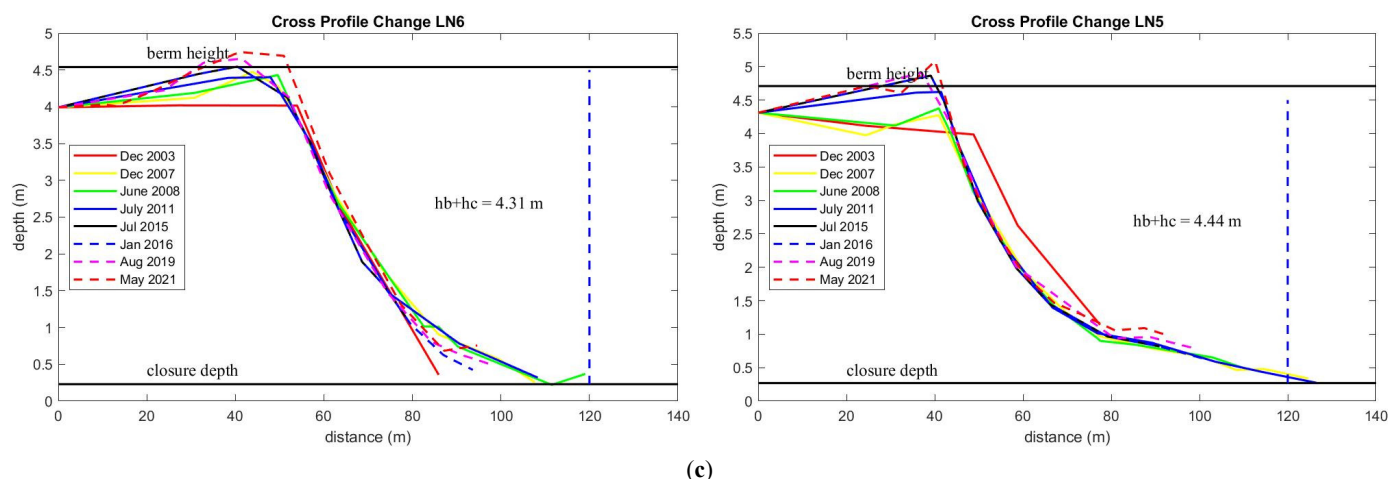 Cross Profile Change LN6
5
4.5
4
3.5
3
2.5
2
1.5
1
0.5
0
depth (m)
berm height
Dec 2003
Dec 2007
June 2008
July 2011
Jul 2015
Jan 2016
Aug 2019
May 2021
hb+hc = 4.31 m
closure depth
0 20 40 60 80 100 120 140
distance (m)
Cross Profile Change LN5
5.5
5
4.5
4
3.5
3
2.5
2
1.5
1
0.5
0
depth (m)
berm height
Dec 2003
Dec 2007
June 2008
July 2011
Jul 2015
Jan 2016
Aug 2019
May 2021
hb+hc = 4.44 m
closure depth
0 20 40 60 80 100 120 140
distance (m)
(c)